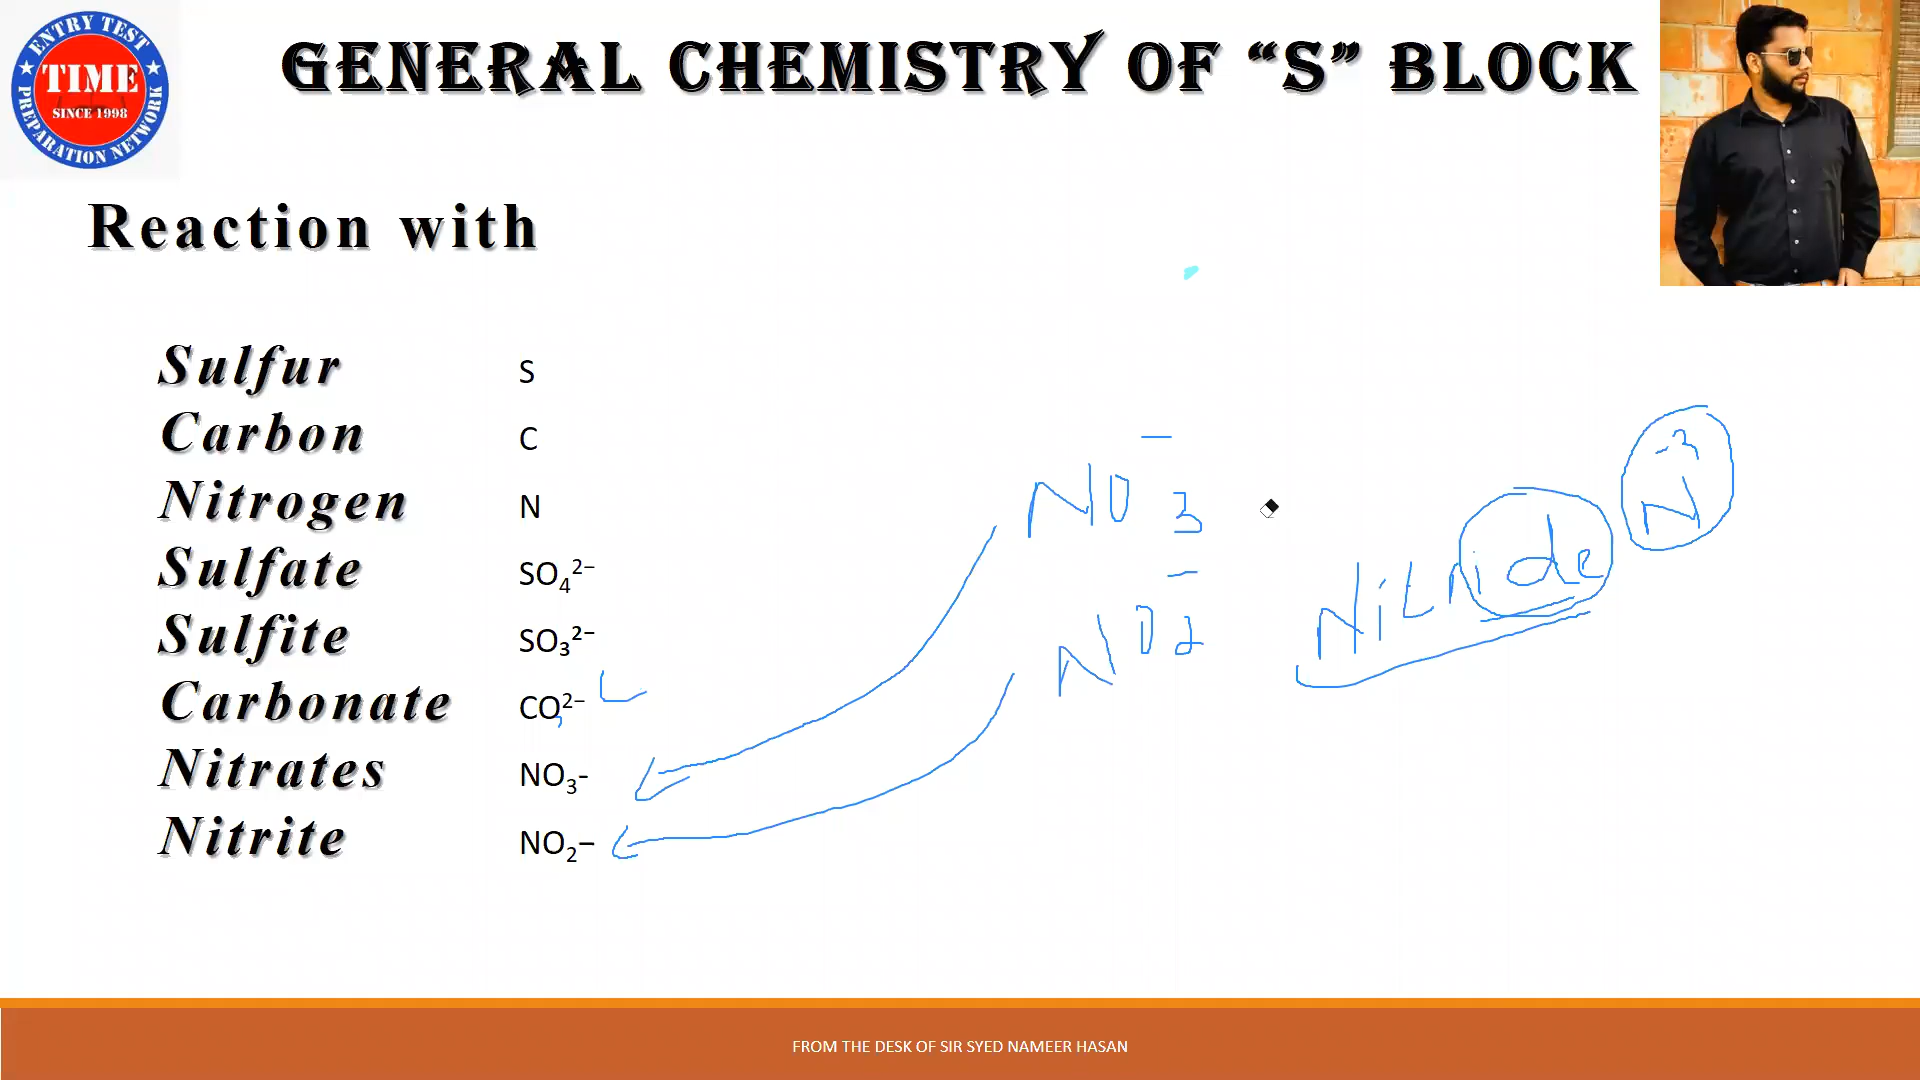 ENTRY TEST
TIME
SINCE 1998
PREPARATION NETWORK
GENERAL CHEMISTRY OF “S” BLOCK
Reaction with
Sulfur S
Carbon C
Nitrogen N
Sulfate SO₄²⁻
Sulfite SO₃²⁻
Carbonate CO₃²⁻
Nitrates NO₃-
Nitrite NO₂–
NO₃⁻
NO₂⁻
Nitride N⁻³
FROM THE DESK OF SIR SYED NAMEER HASAN